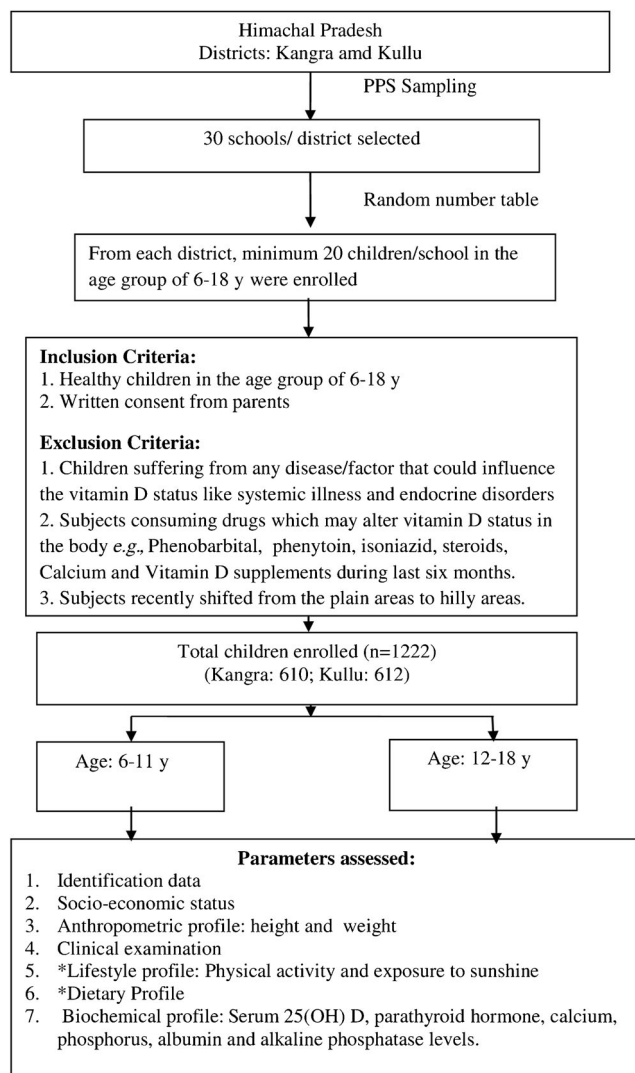 Himachal Pradesh
Districts: Kangra amd Kullu
PPS Sampling
30 schools/ district selected
Random number table
From each district, minimum 20 children/school in the
age group of 6-18 y were enrolled
Inclusion Criteria:
1. Healthy children in the age group of 6-18 y
2. Written consent from parents
Exclusion Criteria:
1. Children suffering from any disease/factor that could influence
the vitamin D status like systemic illness and endocrine disorders
2. Subjects consuming drugs which may alter vitamin D status in
the body e.g., Phenobarbital, phenytoin, isoniazid, steroids,
Calcium and Vitamin D supplements during last six months.
3. Subjects recently shifted from the plain areas to hilly areas.
Total children enrolled (n=1222)
(Kangra: 610; Kullu: 612)
Age: 6-11 y
Age: 12-18 y
Parameters assessed:
1. Identification data
2. Socio-economic status
3. Anthropometric profile: height and weight
4. Clinical examination
5. *Lifestyle profile: Physical activity and exposure to sunshine
6. *Dietary Profile
7. Biochemical profile: Serum 25(OH) D, parathyroid hormone, calcium,
phosphorus, albumin and alkaline phosphatase levels.